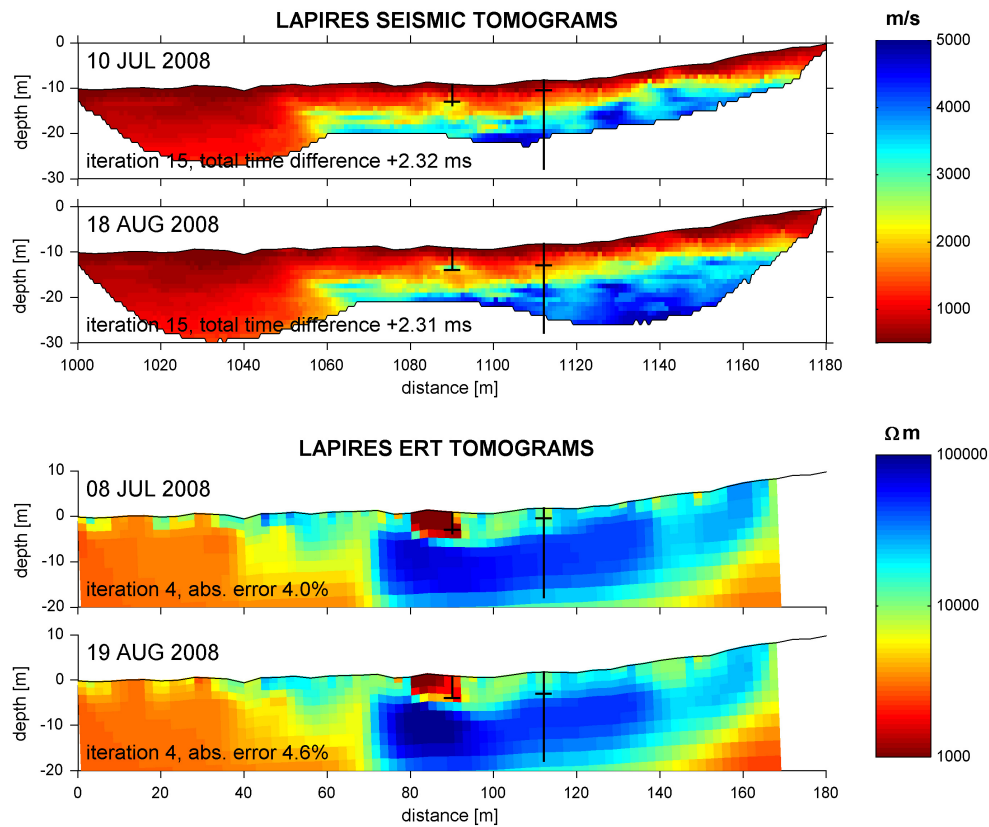 LAPIRES SEISMIC TOMOGRAMS
m/s
10 JUL 2008
iteration 15, total time difference +2.32 ms
depth [m]
0
-10
-20
-30
18 AUG 2008
iteration 15, total time difference +2.31 ms
depth [m]
0
-10
-20
-30
1000 1020 1040 1060 1080 1100 1120 1140 1160 1180
distance [m]
5000
4000
3000
2000
1000
LAPIRES ERT TOMOGRAMS
Ωm
08 JUL 2008
iteration 4, abs. error 4.0%
depth [m]
10
0
-10
-20
19 AUG 2008
iteration 4, abs. error 4.6%
depth [m]
10
0
-10
-20
0 20 40 60 80 100 120 140 160 180
distance [m]
100000
10000
1000